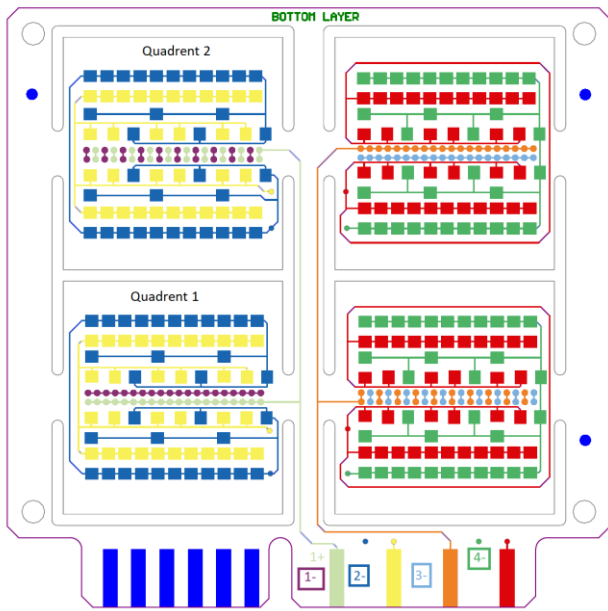 BOTTOM LAYER
Quadrent 2
Quadrent 1
1+
1-
2-
3-
4-